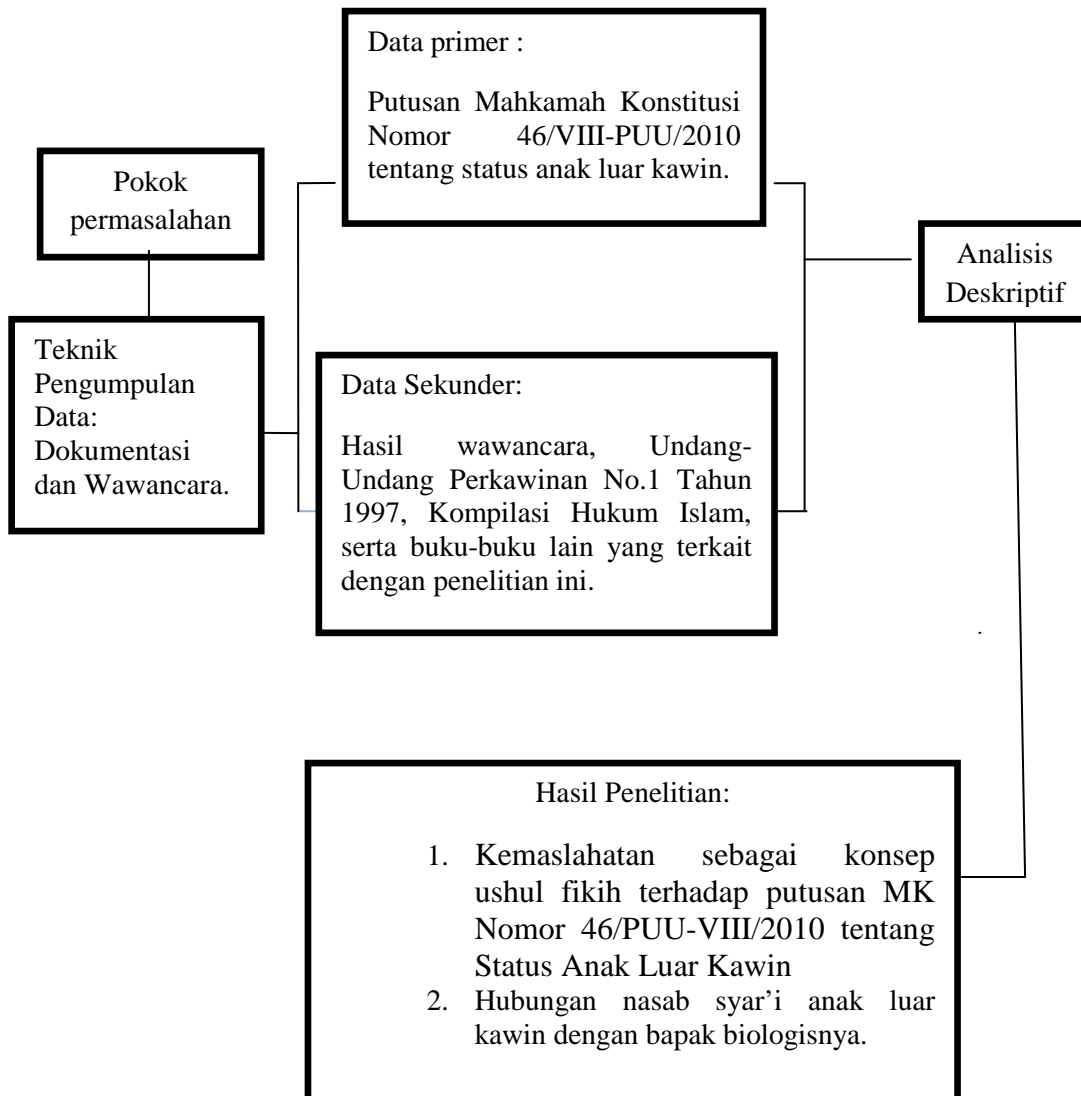 Pokok
permasalahan
Teknik
Pengumpulan
Data:
Dokumentasi
dan Wawancara.
Data primer :
Putusan Mahkamah Konstitusi
Nomor 46/VIII-PUU/2010
tentang status anak luar kawin.
Data Sekunder:
Hasil wawancara, Undang-
Undang Perkawinan No.1 Tahun
1997, Kompilasi Hukum Islam,
serta buku-buku lain yang terkait
dengan penelitian ini.
Analisis
Deskriptif
.
Hasil Penelitian:
1. Kemaslahatan sebagai konsep
ushul fikih terhadap putusan MK
Nomor 46/PUU-VIII/2010 tentang
Status Anak Luar Kawin
2. Hubungan nasab syar’i anak luar
kawin dengan bapak biologisnya.